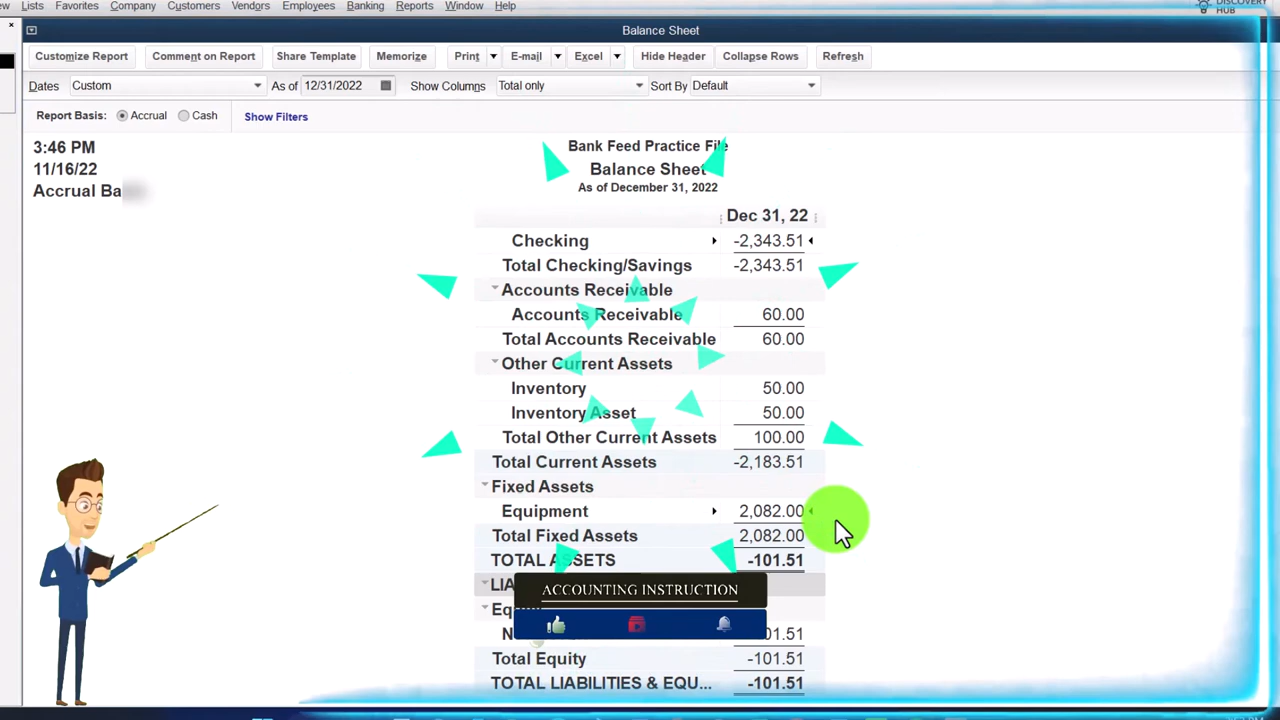 Lists Favorites Company Customers Vendors Employees Banking Reports Window Help
HUB
Balance Sheet
Customize Report Comment on Report Share Template Memorize Print E-mail Excel Hide Header Collapse Rows Refresh
Dates Custom As of 12/31/2022 Show Columns Total only Sort By Default
Report Basis: Accrual Cash Show Filters
3:46 PM
11/16/22
Accrual
Bank Feed Practice File
Balance Sheet
As of December 31, 2022
Dec 31, 22
Checking -2,343.51
Total Checking/Savings -2,343.51
Accounts Receivable
Accounts Receivable 60.00
Total Accounts Receivable 60.00
Other Current Assets
Inventory 50.00
Inventory Asset 50.00
Total Other Current Assets 100.00
Total Current Assets -2,183.51
Fixed Assets
Equipment 2,082.00
Total Fixed Assets 2,082.00
TOTAL ASSETS -101.51
ACCOUNTING INSTRUCTION
Total Equity -101.51
TOTAL LIABILITIES & EQU... -101.51